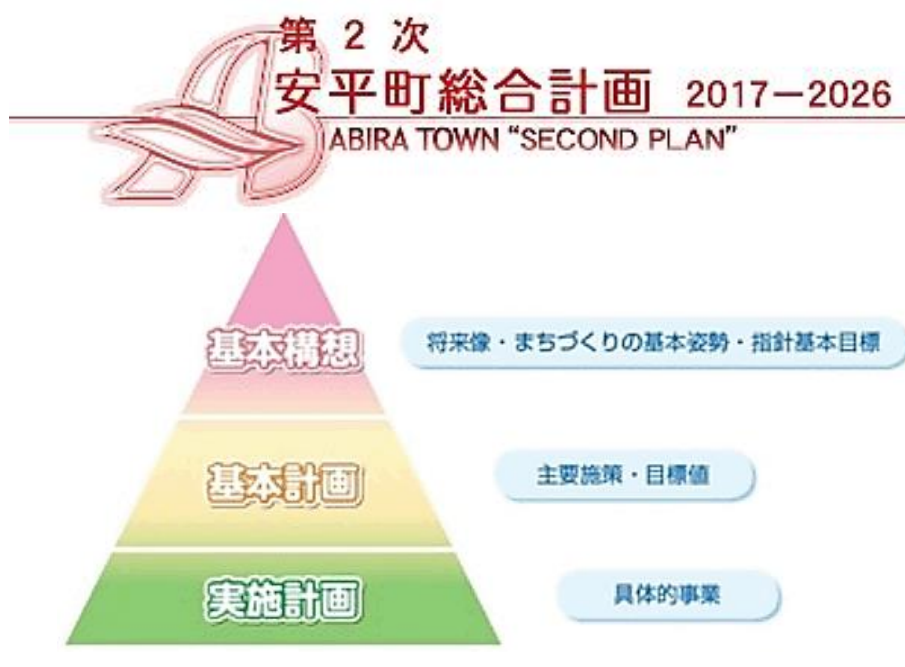 第 2 次
安平町総合計画 2017－2026
ABIRA TOWN “SECOND PLAN”
基本構想
将来像・まちづくりの基本姿勢・指針基本目標
基本計画
主要施策・目標値
実施計画
具体的事業